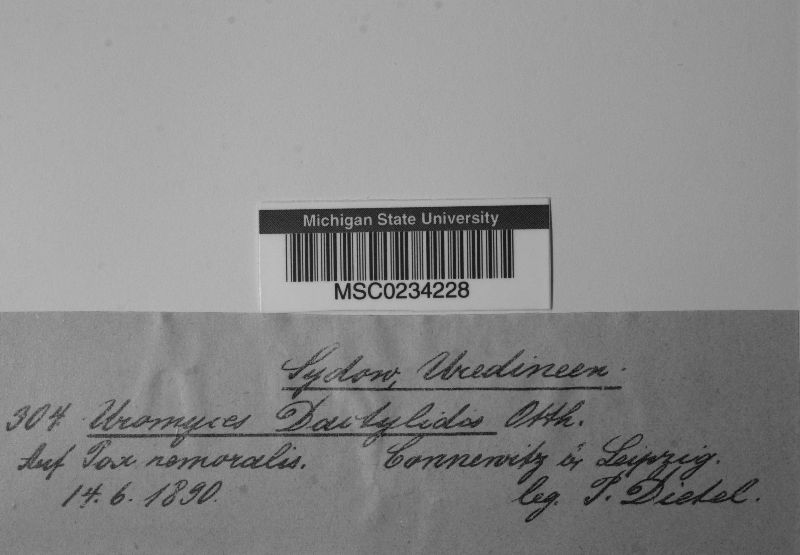 Michigan State University
MSC0234228
Sydow, Uredineen.
304 Uromyces Dactylidis Otth.
Auf Poa nemoralis. Connewitz b. Leipzig.
14.6.1890. leg. P. Dietel.